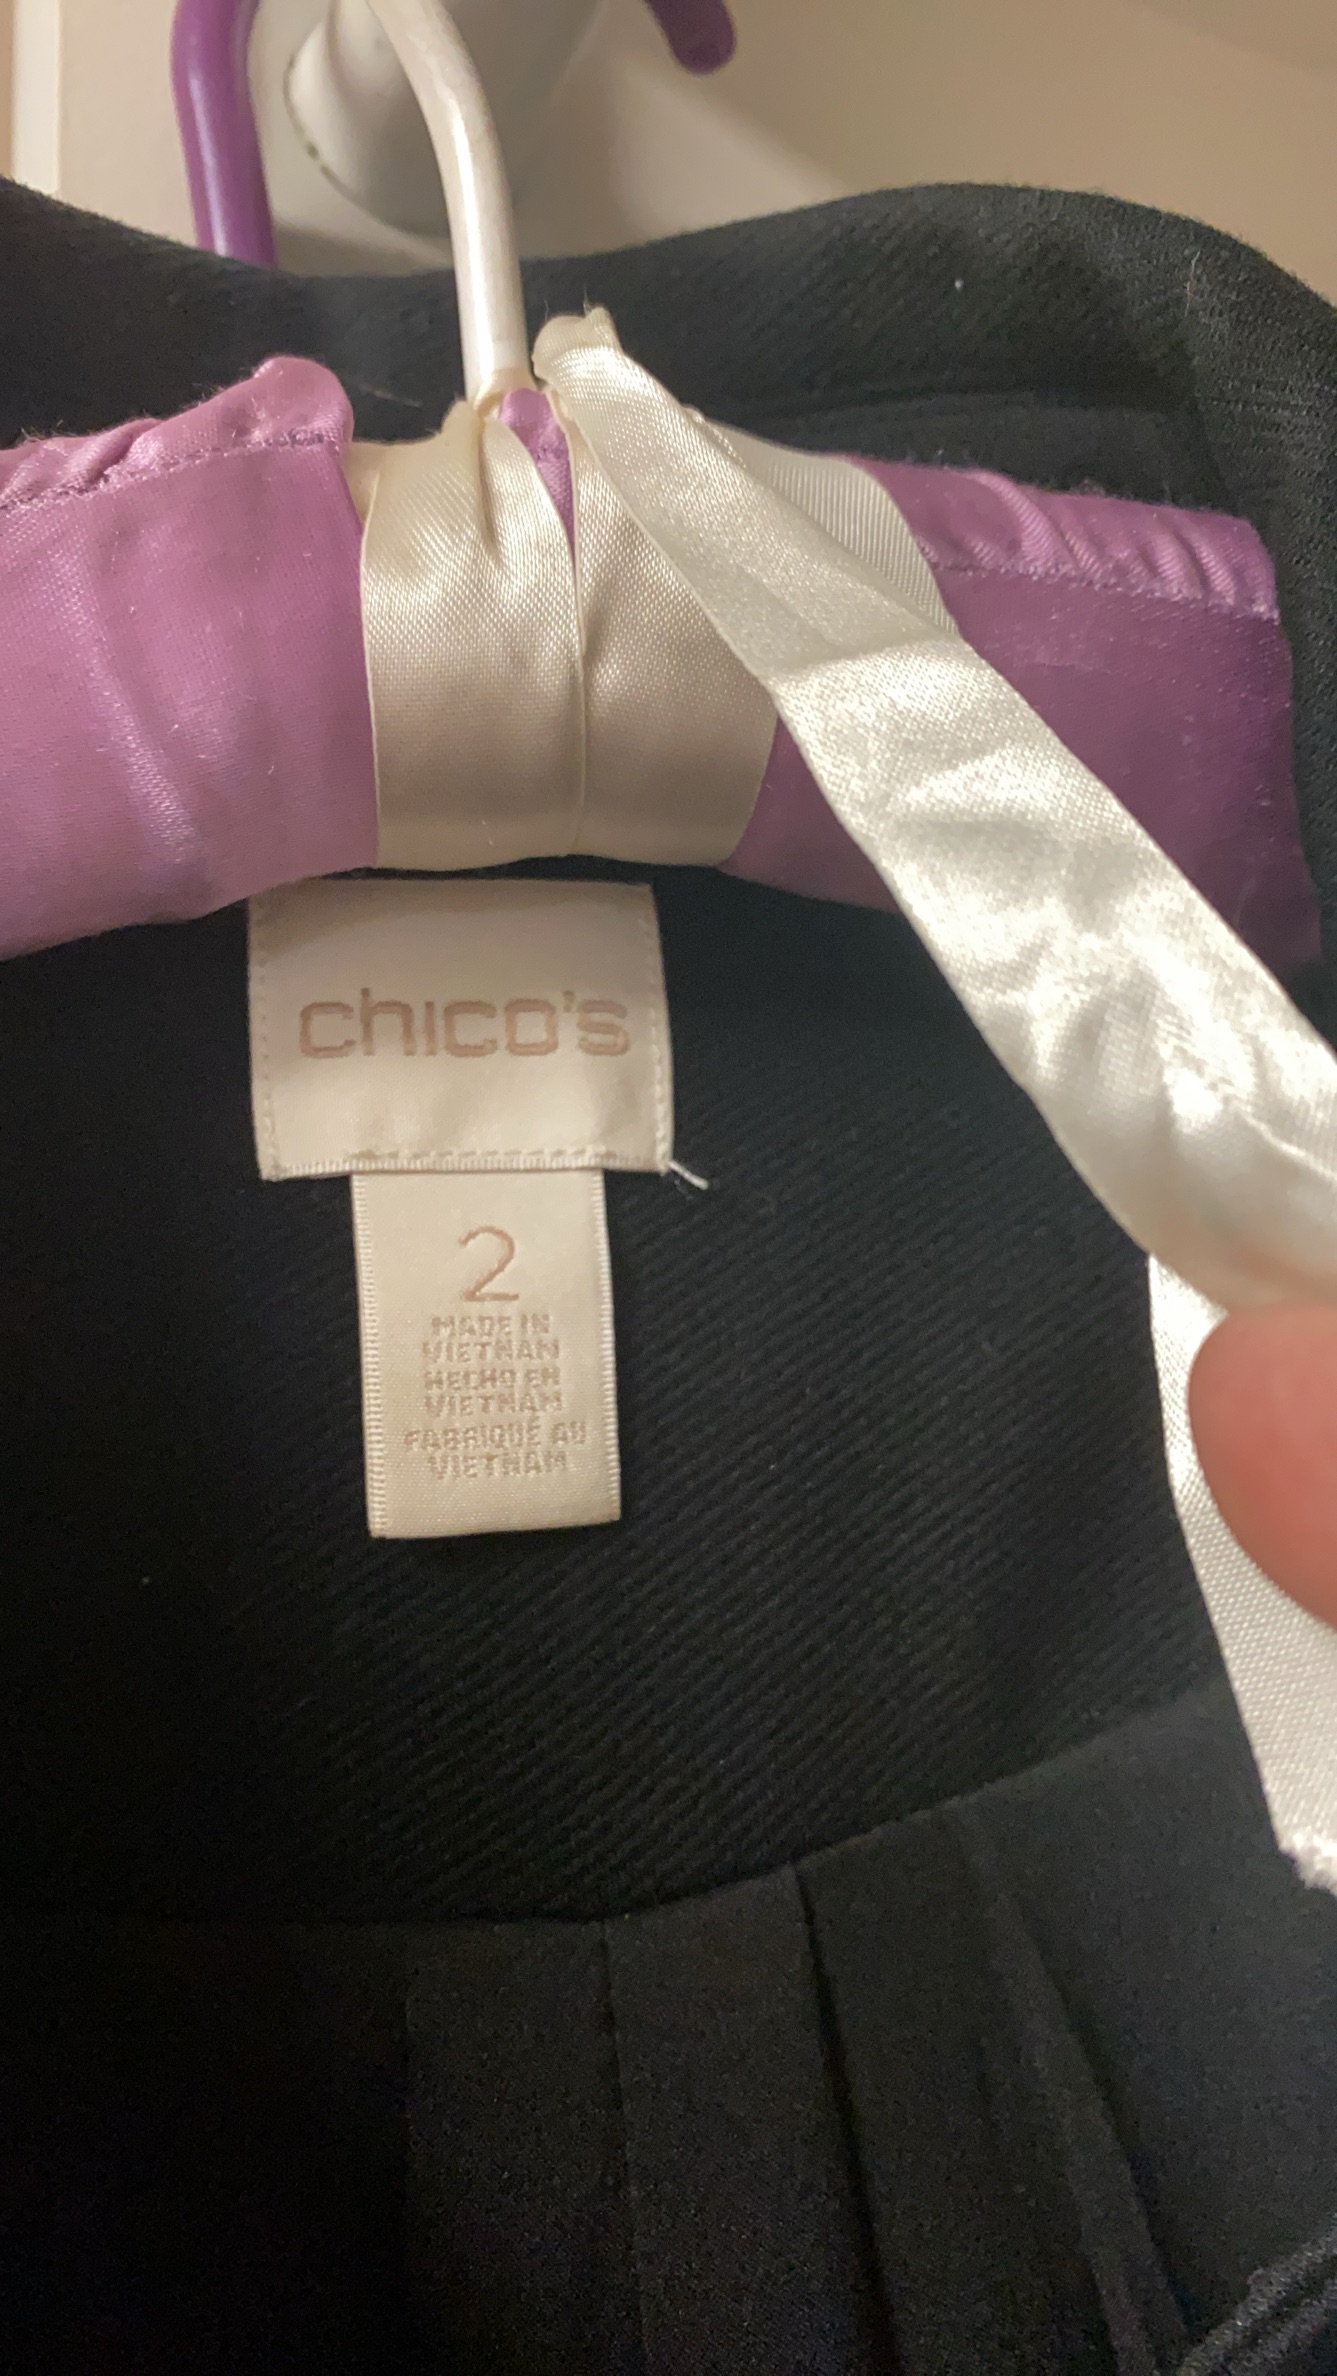 chico's
2
MADE IN
VIETNAM
HECHO EN
VIETNAM
FABRIQUÉ AU
VIETNAM